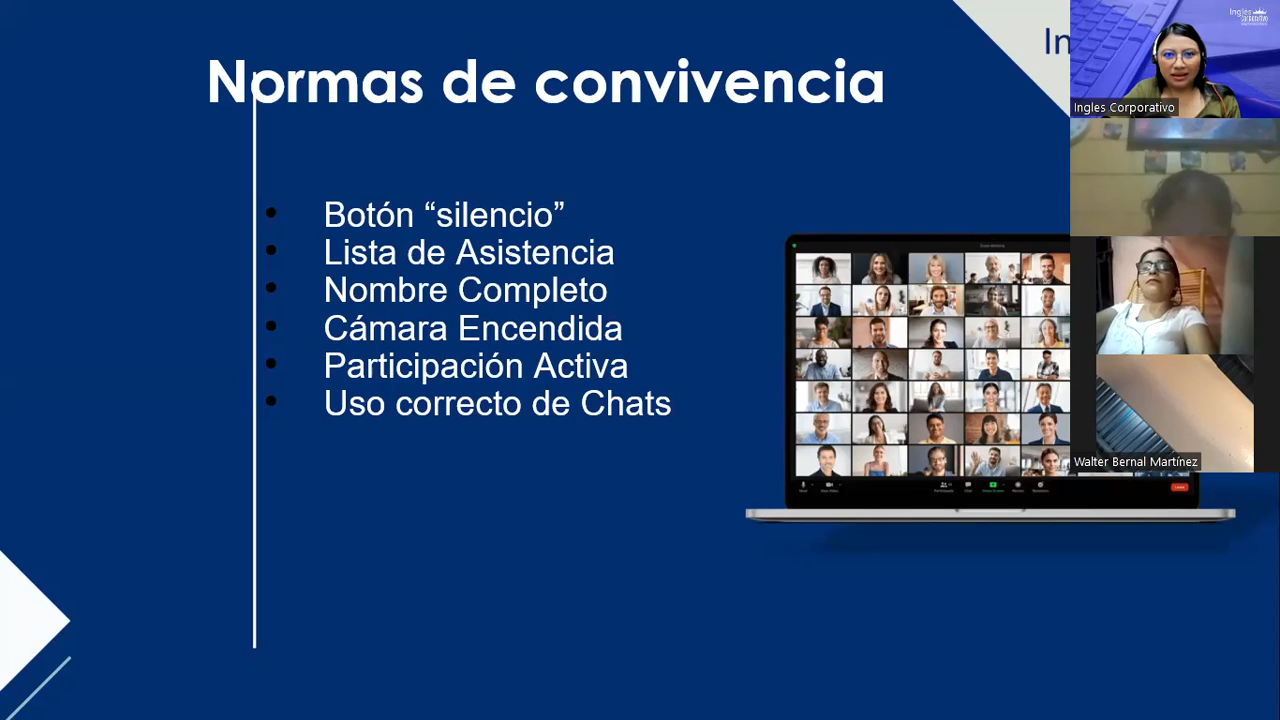 Normas de convivencia
Botón “silencio”
Lista de Asistencia
Nombre Completo
Cámara Encendida
Participación Activa
Uso correcto de Chats
Ingles Corporativo
Walter Bernal Martínez